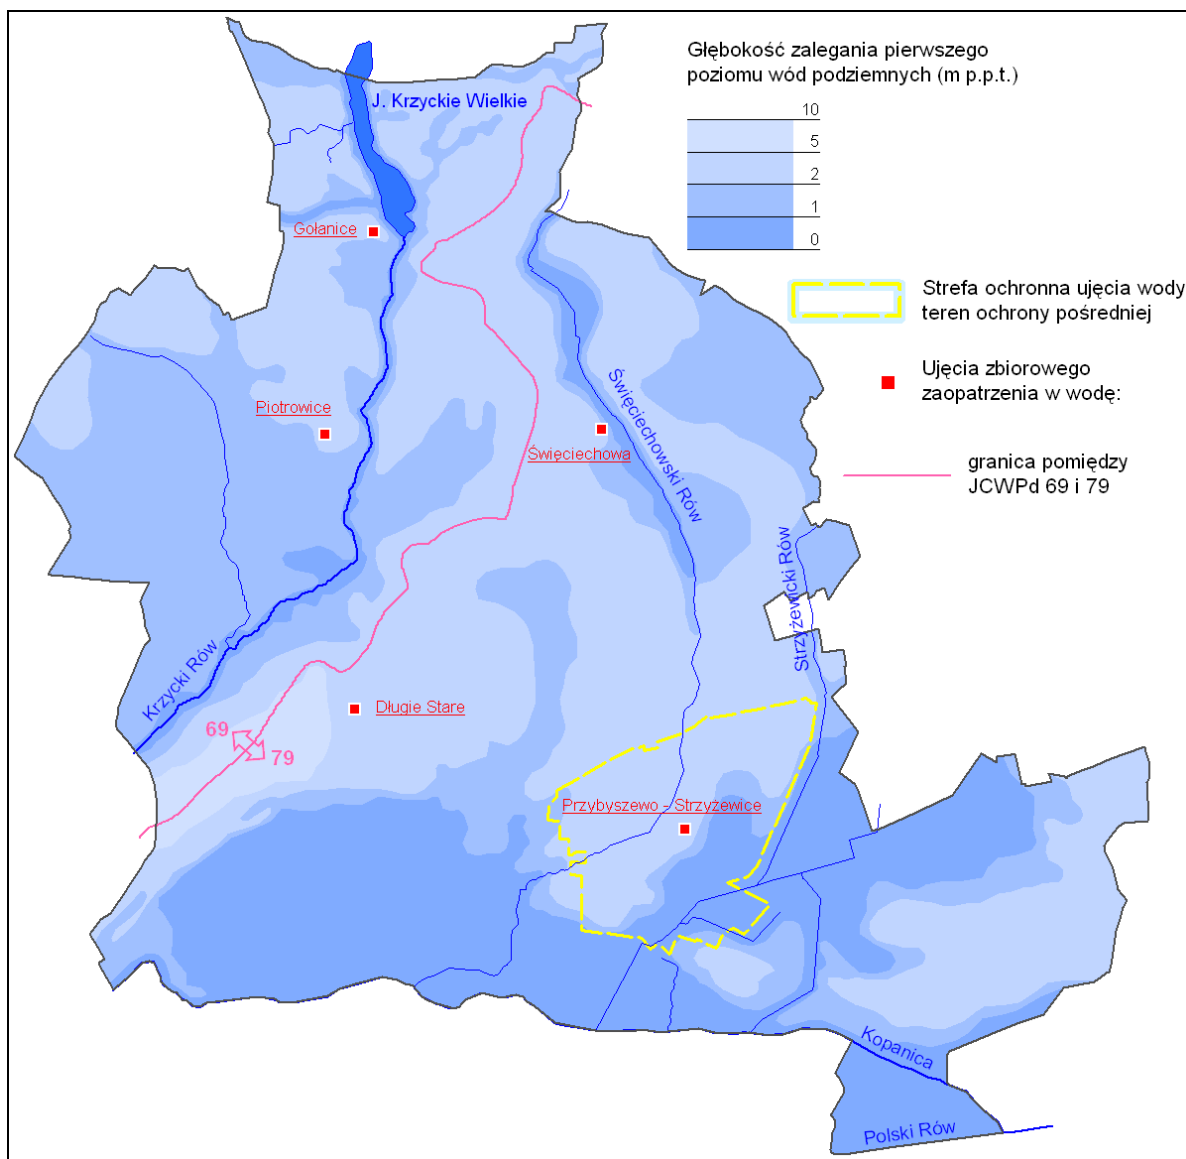 Głębokość zalegania pierwszego
poziomu wód podziemnych (m p.p.t.)
10
5
2
1
0
Strefa ochronna ujęcia wody
teren ochrony pośredniej
Ujęcia zbiorowego
zaopatrzenia w wodę:
granica pomiędzy
JCWPd 69 i 79
J. Krzyckie Wielkie
Gołanice
Piotrowice
Święciechowa
Święciechowski Rów
Strzyżewicki Rów
Krzycki Rów
69
79
Długie Stare
Przybyszewo - Strzyżewice
Kopanica
Polski Rów